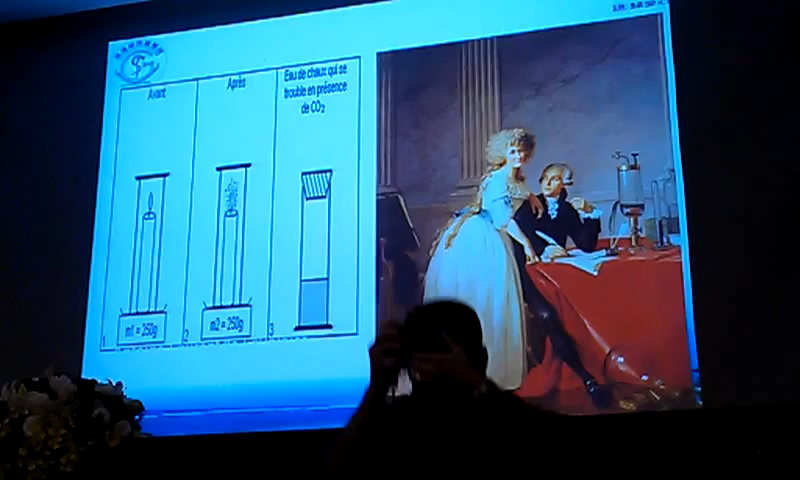 Avant
Après
Eau de chaux qui se
trouble en présence
de CO2
m1 = 250g
m2 = 250g
1
2
3